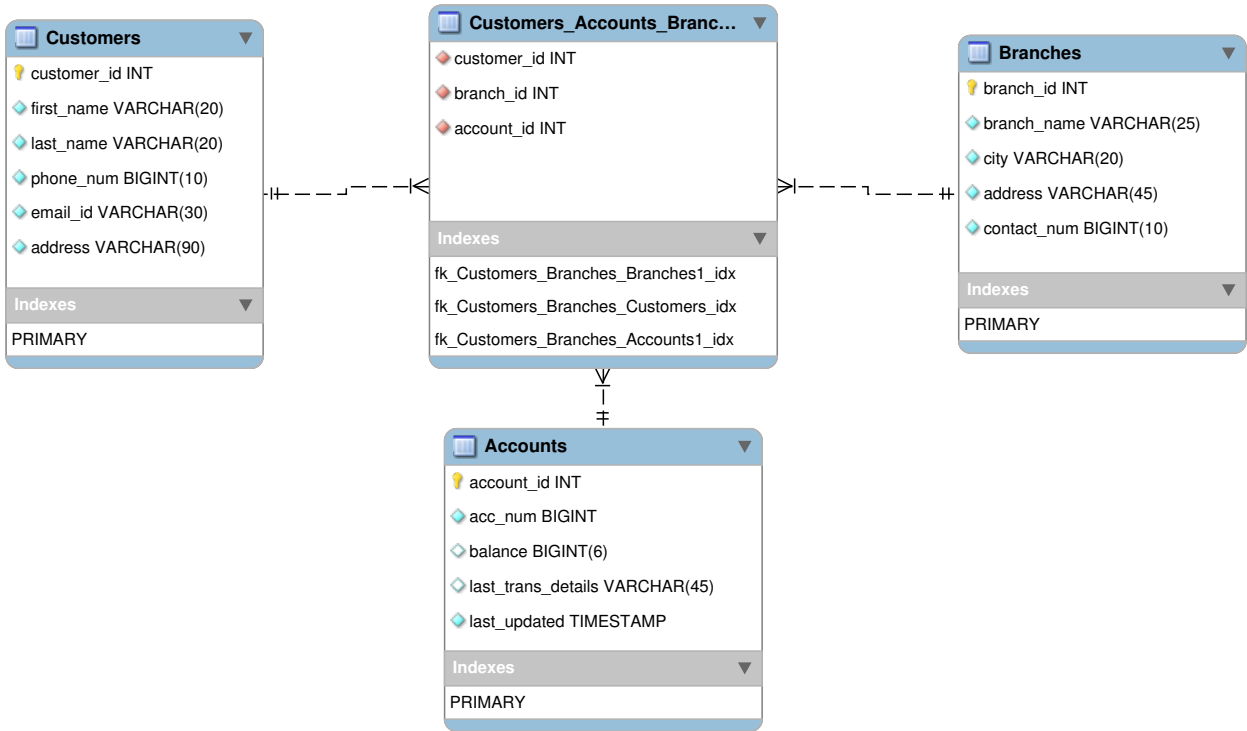 Customers
customer_id INT
first_name VARCHAR(20)
last_name VARCHAR(20)
phone_num BIGINT(10)
email_id VARCHAR(30)
address VARCHAR(90)
Indexes
PRIMARY
Customers_Accounts_Branc...
customer_id INT
branch_id INT
account_id INT
Indexes
fk_Customers_Branches_Branches1_idx
fk_Customers_Branches_Customers_idx
fk_Customers_Branches_Accounts1_idx
Branches
branch_id INT
branch_name VARCHAR(25)
city VARCHAR(20)
address VARCHAR(45)
contact_num BIGINT(10)
Indexes
PRIMARY
Accounts
account_id INT
acc_num BIGINT
balance BIGINT(6)
last_trans_details VARCHAR(45)
last_updated TIMESTAMP
Indexes
PRIMARY